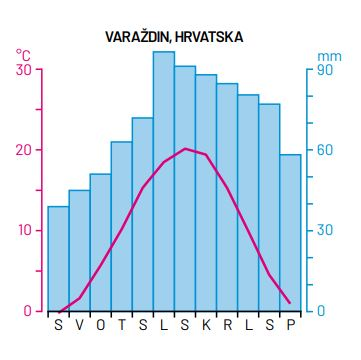 VARAŽDIN, HRVATSKA
°C mm
30 90
20 60
10 30
0 0
S V O T S L S K R L S P